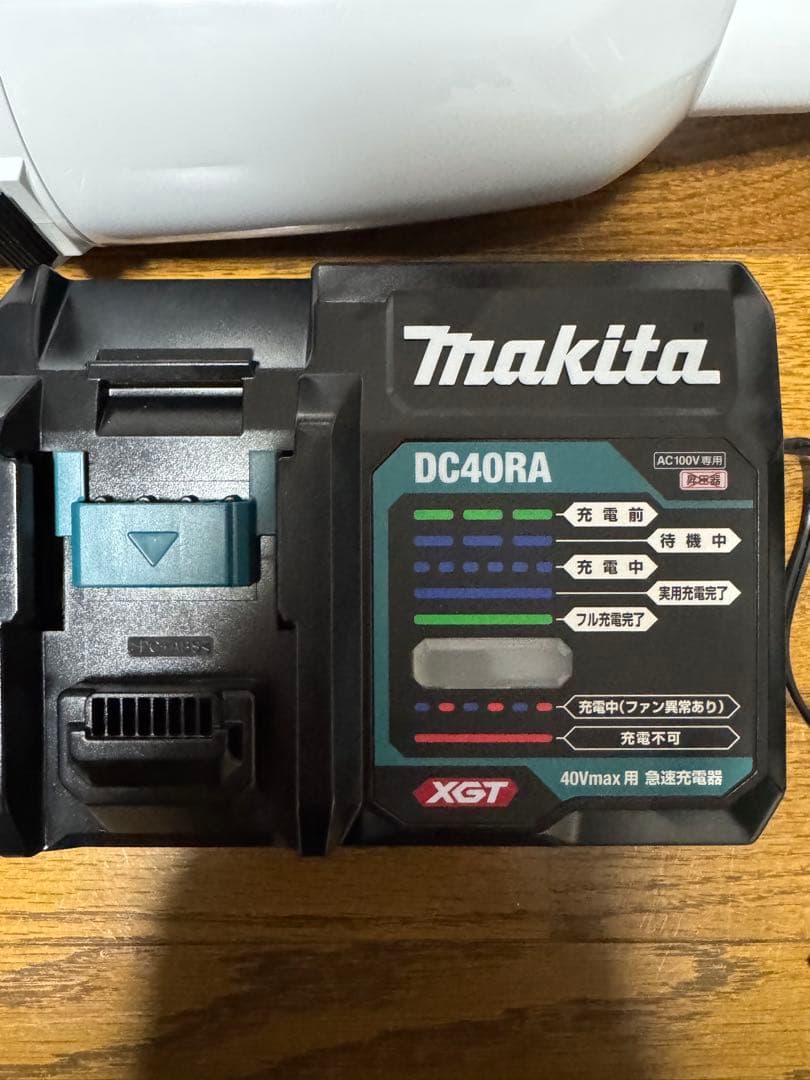 makita
DC40RA
AC100V専用
昇圧器
充電前
待機中
充電中
実用充電完了
フル充電完了
充電中(ファン異常あり)
充電不可
XGT
40Vmax用 急速充電器